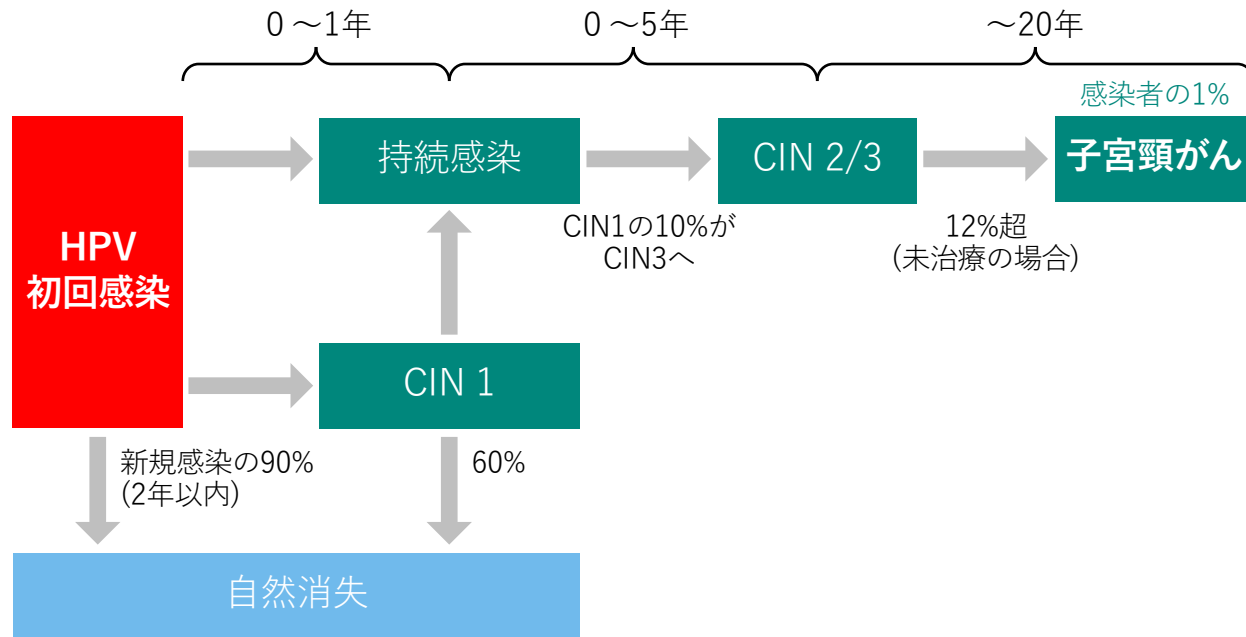 0 ～1年
0 ～5年
～20年
感染者の1%
HPV
初回感染
持続感染
CIN 2/3
子宮頸がん
CIN1の10%が
CIN3へ
12%超
(未治療の場合)
CIN 1
新規感染の90%
(2年以内)
60%
自然消失